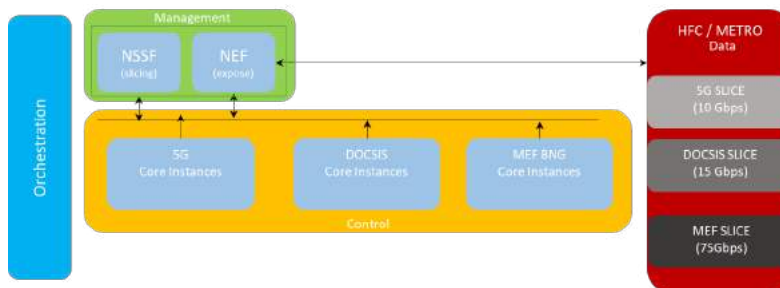 Management
NSSF
(slicing)
NEF
(expose)
Orchestration
5G
Core Instances
DOCSIS
Core Instances
MEF BNG
Core Instances
Control
HFC / METRO
Data
5G SLICE
(10 Gbps)
DOCSIS SLICE
(15 Gbps)
MEF SLICE
(75Gbps)